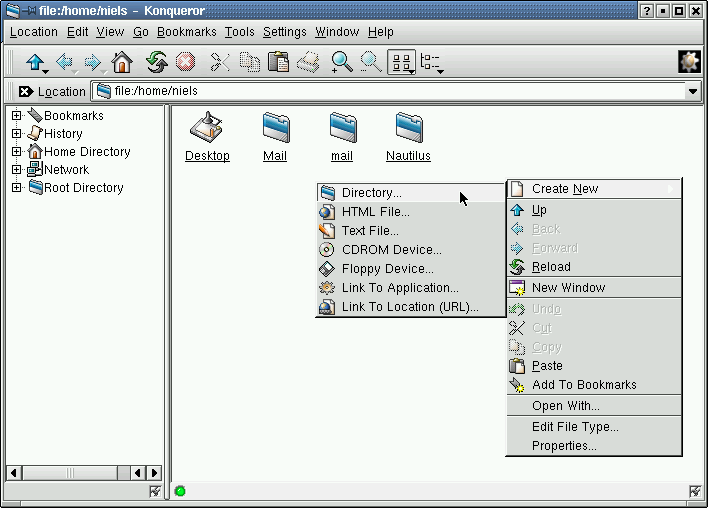 file:/home/niels - Konqueror
Location Edit View Go Bookmarks Tools Settings Window Help
Location file:/home/niels
Bookmarks
History
Home Directory
Network
Root Directory
Desktop Mail mail Nautilus
Directory...
HTML File...
Text File...
CDROM Device...
Floppy Device...
Link To Application...
Link To Location (URL)...
Create New
Up
Back
Forward
Reload
New Window
Undo
Cut
Copy
Paste
Add To Bookmarks
Open With...
Edit File Type...
Properties...